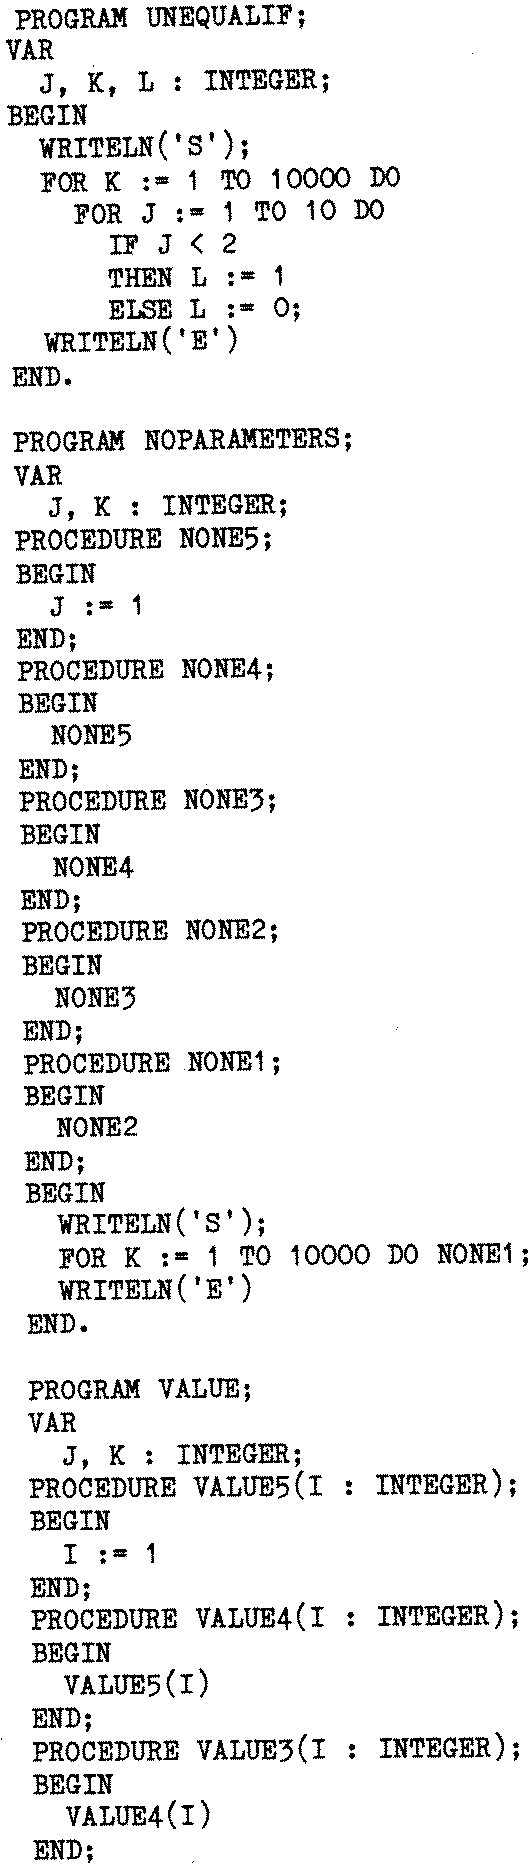 PROGRAM UNEQUALIF;
VAR
  J, K, L : INTEGER;
BEGIN
  WRITELN('S');
  FOR K := 1 TO 10000 DO
    FOR J := 1 TO 10 DO
      IF J < 2
      THEN L := 1
      ELSE L := 0;
  WRITELN('E')
END.

PROGRAM NOPARAMETERS;
VAR
  J, K : INTEGER;
PROCEDURE NONE5;
BEGIN
  J := 1
END;
PROCEDURE NONE4;
BEGIN
  NONE5
END;
PROCEDURE NONE3;
BEGIN
  NONE4
END;
PROCEDURE NONE2;
BEGIN
  NONE3
END;
PROCEDURE NONE1;
BEGIN
  NONE2
END;
BEGIN
  WRITELN('S');
  FOR K := 1 TO 10000 DO NONE1;
  WRITELN('E')
END.

PROGRAM VALUE;
VAR
  J, K : INTEGER;
PROCEDURE VALUE5(I : INTEGER);
BEGIN
  I := 1
END;
PROCEDURE VALUE4(I : INTEGER);
BEGIN
  VALUE5(I)
END;
PROCEDURE VALUE3(I : INTEGER);
BEGIN
  VALUE4(I)
END;